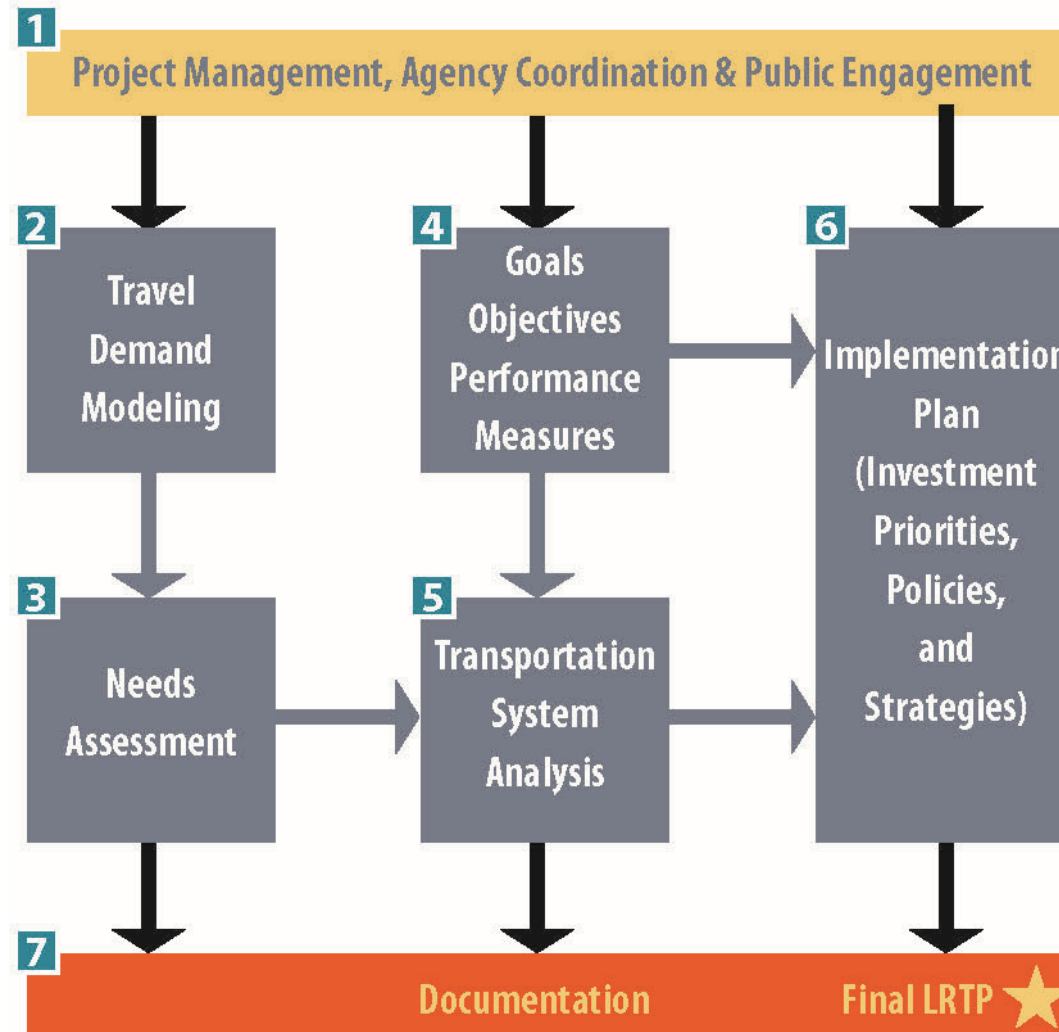 1
Project Management, Agency Coordination & Public Engagement
2
Travel
Demand
Modeling
4
Goals
Objectives
Performance
Measures
6
Implementation
Plan
(Investment
Priorities,
Policies,
and
Strategies)
3
Needs
Assessment
5
Transportation
System
Analysis
7
Documentation
Final LRTP